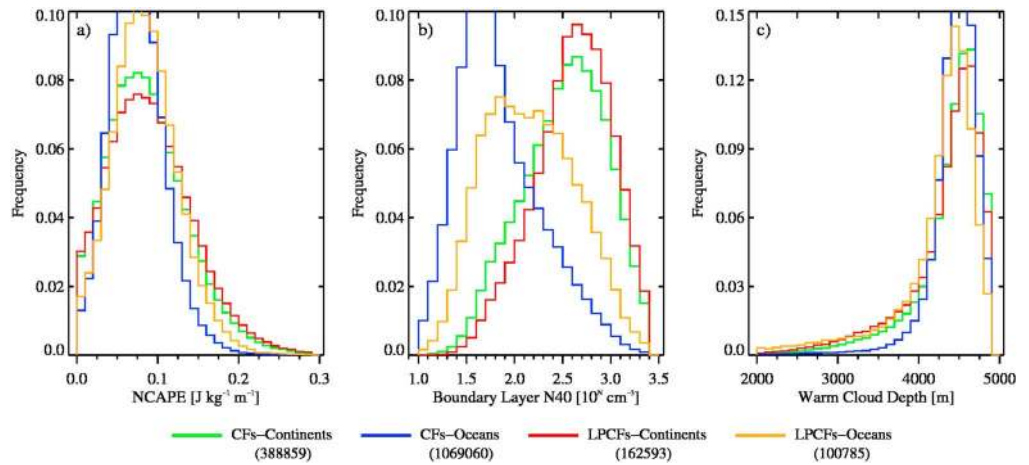 a)
0.10
0.08
0.06
0.04
0.02
0.0
Frequency
0.0 0.1 0.2 0.3
NCAPE [J kg⁻¹ m⁻¹]
b)
0.10
0.08
0.06
0.04
0.02
0.0
Frequency
1.0 1.5 2.0 2.5 3.0 3.5
Boundary Layer N40 [10ᴺ cm⁻³]
c)
0.15
0.12
0.09
0.06
0.03
0.0
Frequency
2000 3000 4000 5000
Warm Cloud Depth [m]
CFs–Continents CFs–Oceans LPCFs–Continents LPCFs–Oceans
(388859) (1069060) (162593) (100785)